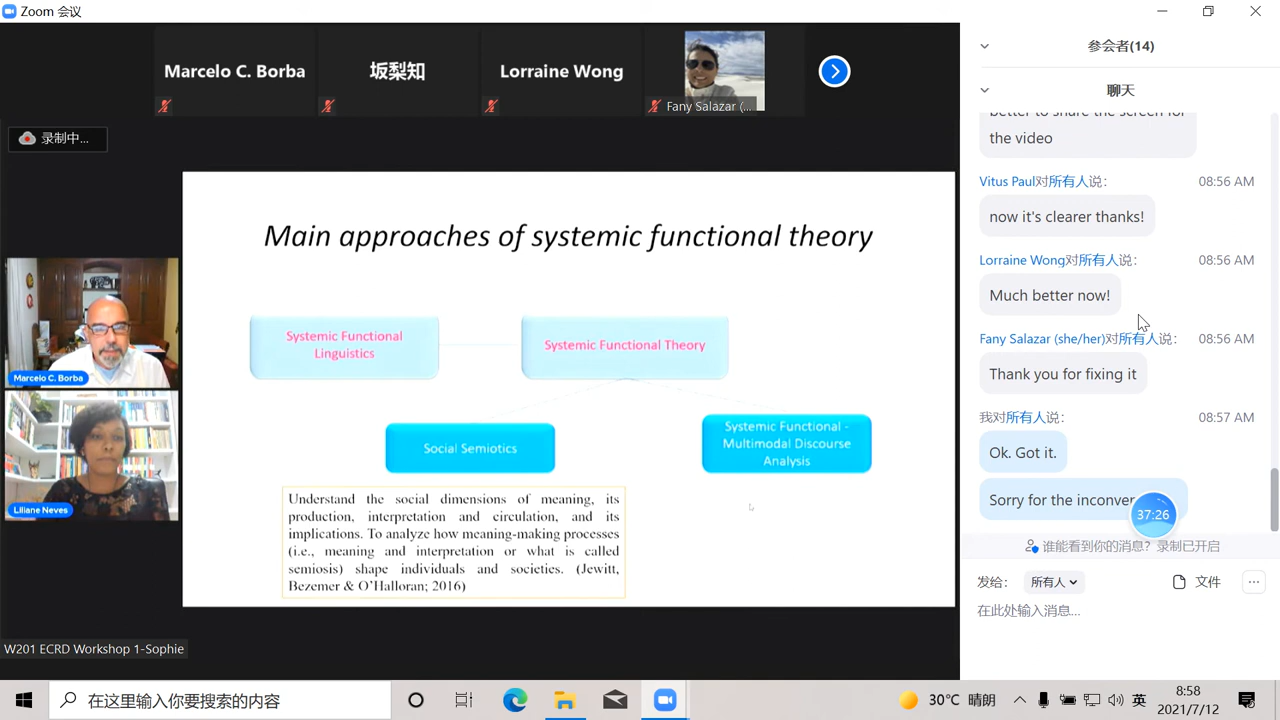 Zoom 会议
Marcelo C. Borba
坂梨知
Lorraine Wong
Fany Salazar (...
录制中...
Main approaches of systemic functional theory
Systemic Functional
Linguistics
Systemic Functional Theory
Social Semiotics
Systemic Functional -
Multimodal Discourse
Analysis
Understand the social dimensions of meaning, its
production, interpretation and circulation, and its
implications. To analyze how meaning-making processes
(i.e., meaning and interpretation or what is called
semiosis) shape individuals and societies. (Jewitt,
Bezemer & O'Halloran; 2016)
Marcelo C. Borba
Liliane Neves
W201 ECRD Workshop 1-Sophie
参会者(14)
聊天
better to share the screen for
the video
Vitus Paul对所有人说: 08:56 AM
now it's clearer thanks!
Lorraine Wong对所有人说: 08:56 AM
Much better now!
Fany Salazar (she/her)对所有人说: 08:56 AM
Thank you for fixing it
我对所有人说: 08:57 AM
Ok. Got it.
Sorry for the inconver
37:26
谁能看到你的消息? 录制已开启
发给: 所有人 文件 ...
在此处输入消息...
在这里输入你要搜索的内容
30°C 晴朗 英 8:58
2021/7/12